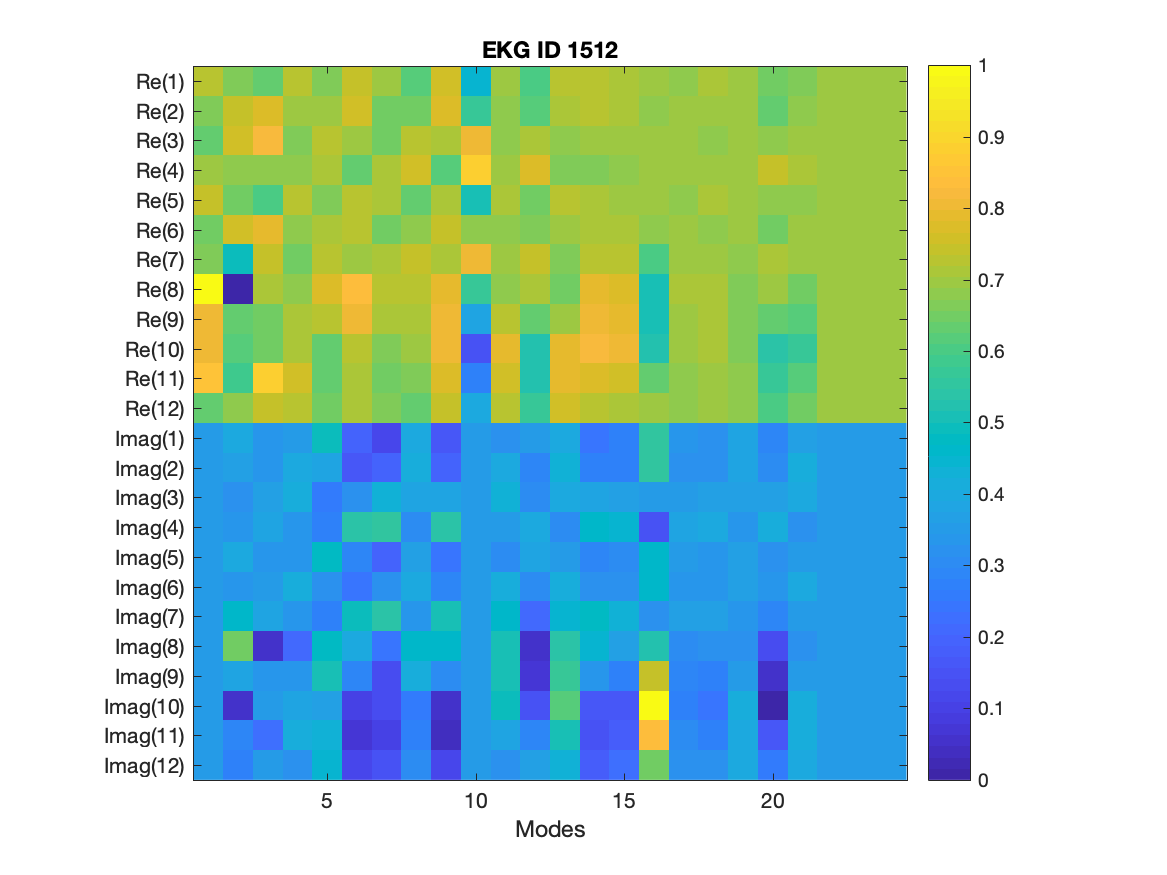 EKG ID 1512
Re(1)
Re(2)
Re(3)
Re(4)
Re(5)
Re(6)
Re(7)
Re(8)
Re(9)
Re(10)
Re(11)
Re(12)
Imag(1)
Imag(2)
Imag(3)
Imag(4)
Imag(5)
Imag(6)
Imag(7)
Imag(8)
Imag(9)
Imag(10)
Imag(11)
Imag(12)
5 10 15 20
Modes
1
0.9
0.8
0.7
0.6
0.5
0.4
0.3
0.2
0.1
0